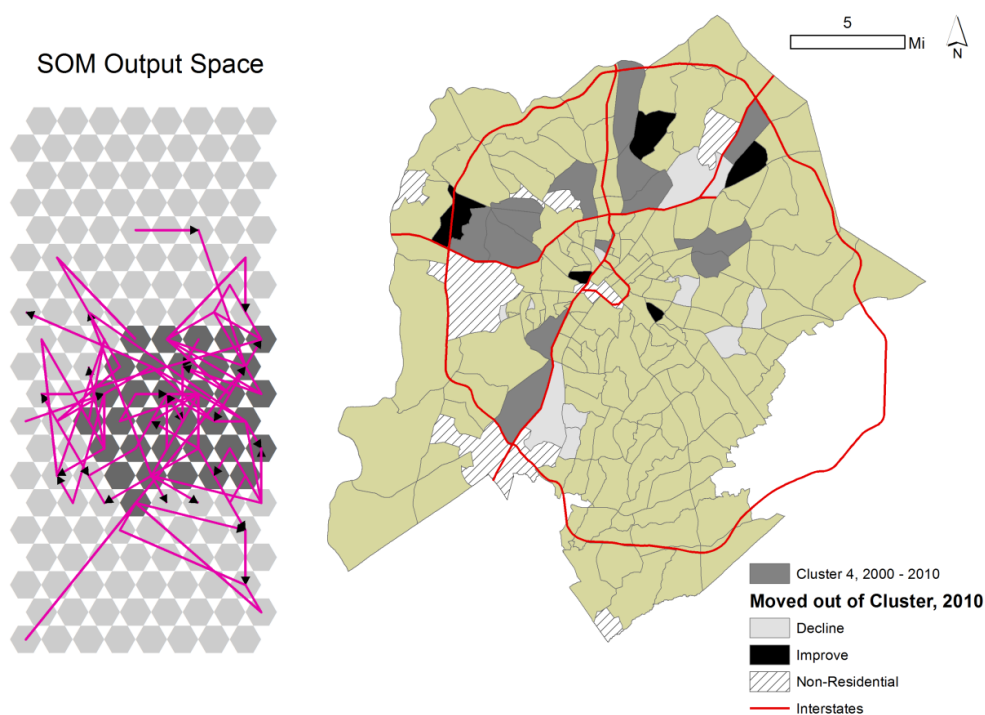 SOM Output Space
5
Mi
N
Cluster 4, 2000 - 2010
Moved out of Cluster, 2010
Decline
Improve
Non-Residential
Interstates